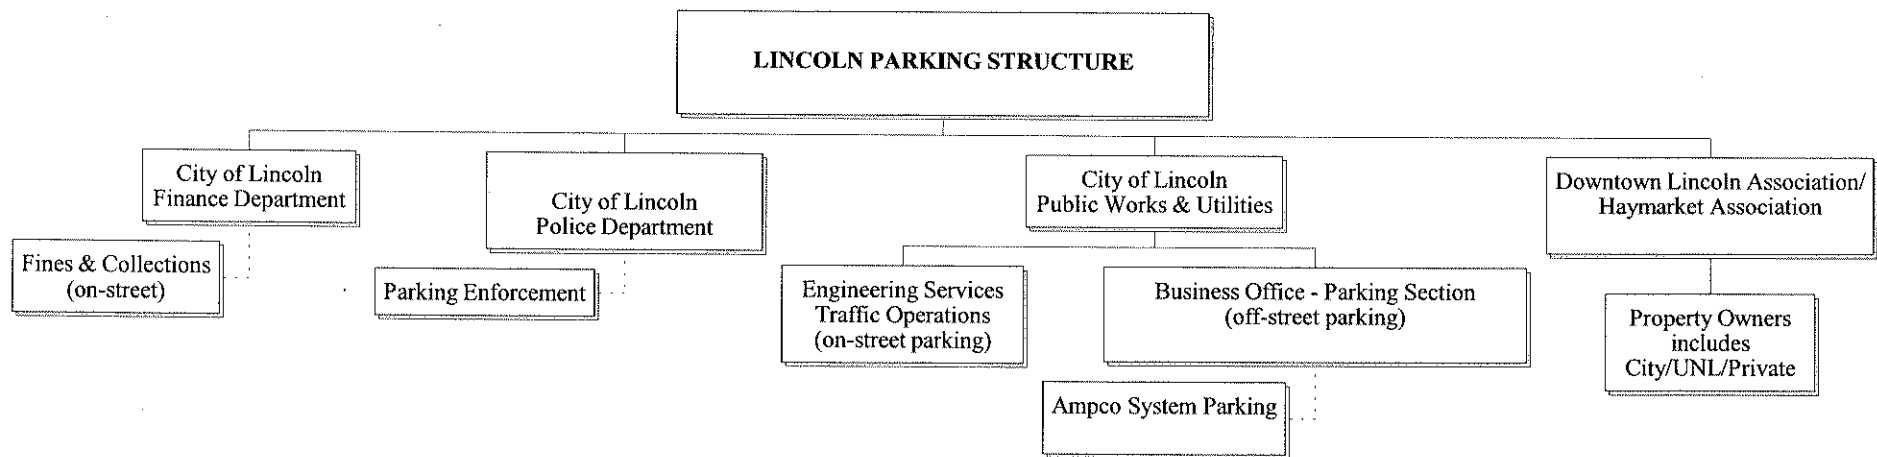 LINCOLN PARKING STRUCTURE
City of Lincoln
Finance Department
City of Lincoln
Police Department
City of Lincoln
Public Works & Utilities
Downtown Lincoln Association/
Haymarket Association
Fines & Collections
(on-street)
Parking Enforcement
Engineering Services
Traffic Operations
(on-street parking)
Business Office - Parking Section
(off-street parking)
Property Owners
includes
City/UNL/Private
Ampco System Parking